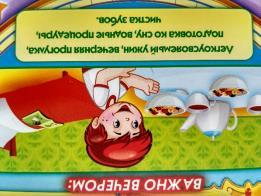 ВАЖНО ВЕЧЕРОМ:
Легкоусвояемый ужин, вечерняя прогулка,
подготовка ко сну, водные процедуры,
чистка зубов.